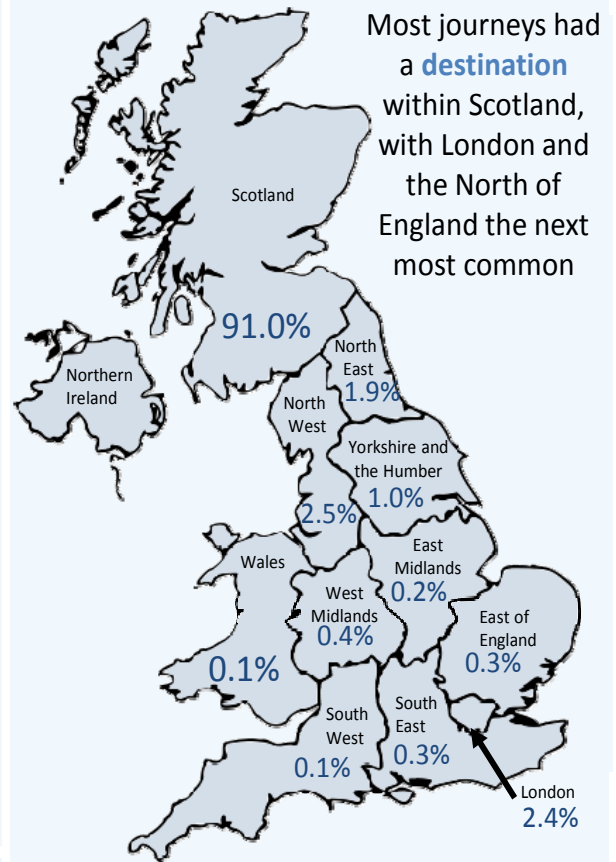 Most journeys had
a destination
within Scotland,
with London and
the North of
England the next
most common
Scotland
91.0%
Northern
Ireland
North
East
1.9%
North
West
2.5%
Yorkshire and
the Humber
1.0%
East
Midlands
0.2%
Wales
0.1%
West
Midlands
0.4%
East of
England
0.3%
South
West
0.1%
South
East
0.3%
London
2.4%